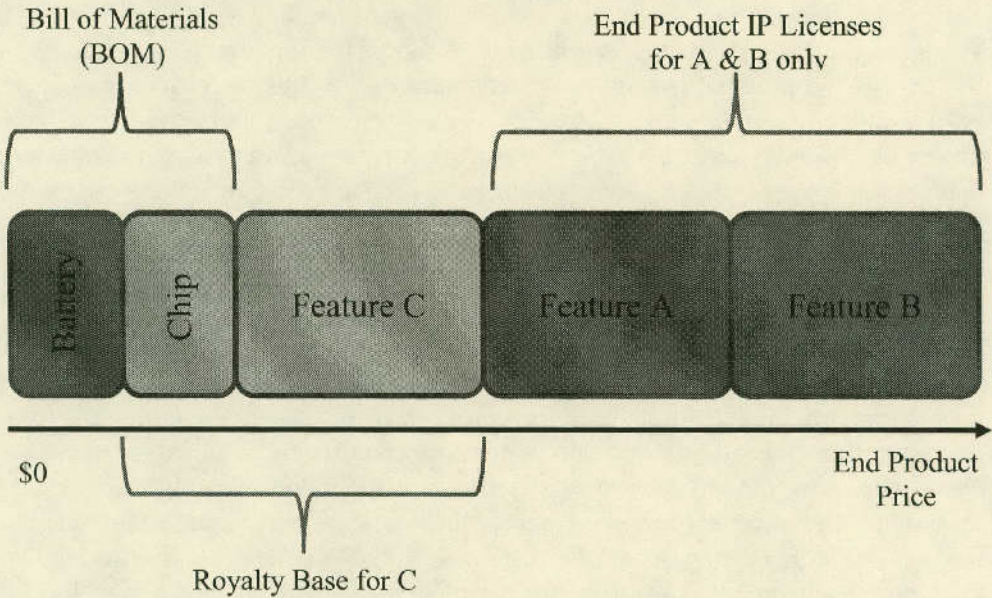 Bill of Materials
(BOM)
End Product IP Licenses
for A & B only
Battery
Chip
Feature C
Feature A
Feature B
$0
End Product
Price
Royalty Base for C